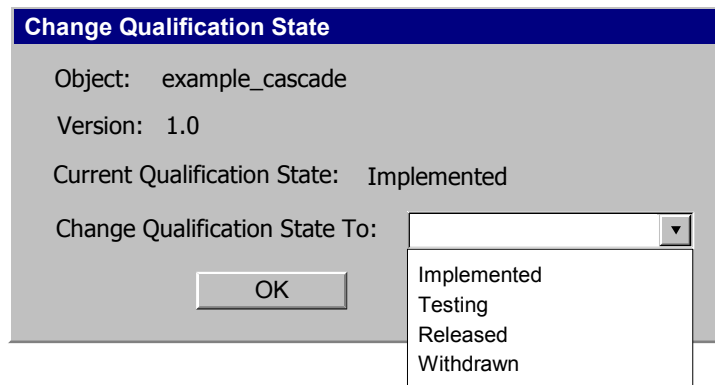 Change Qualification State
Object: example_cascade
Version: 1.0
Current Qualification State: Implemented
Change Qualification State To:
OK
Implemented
Testing
Released
Withdrawn